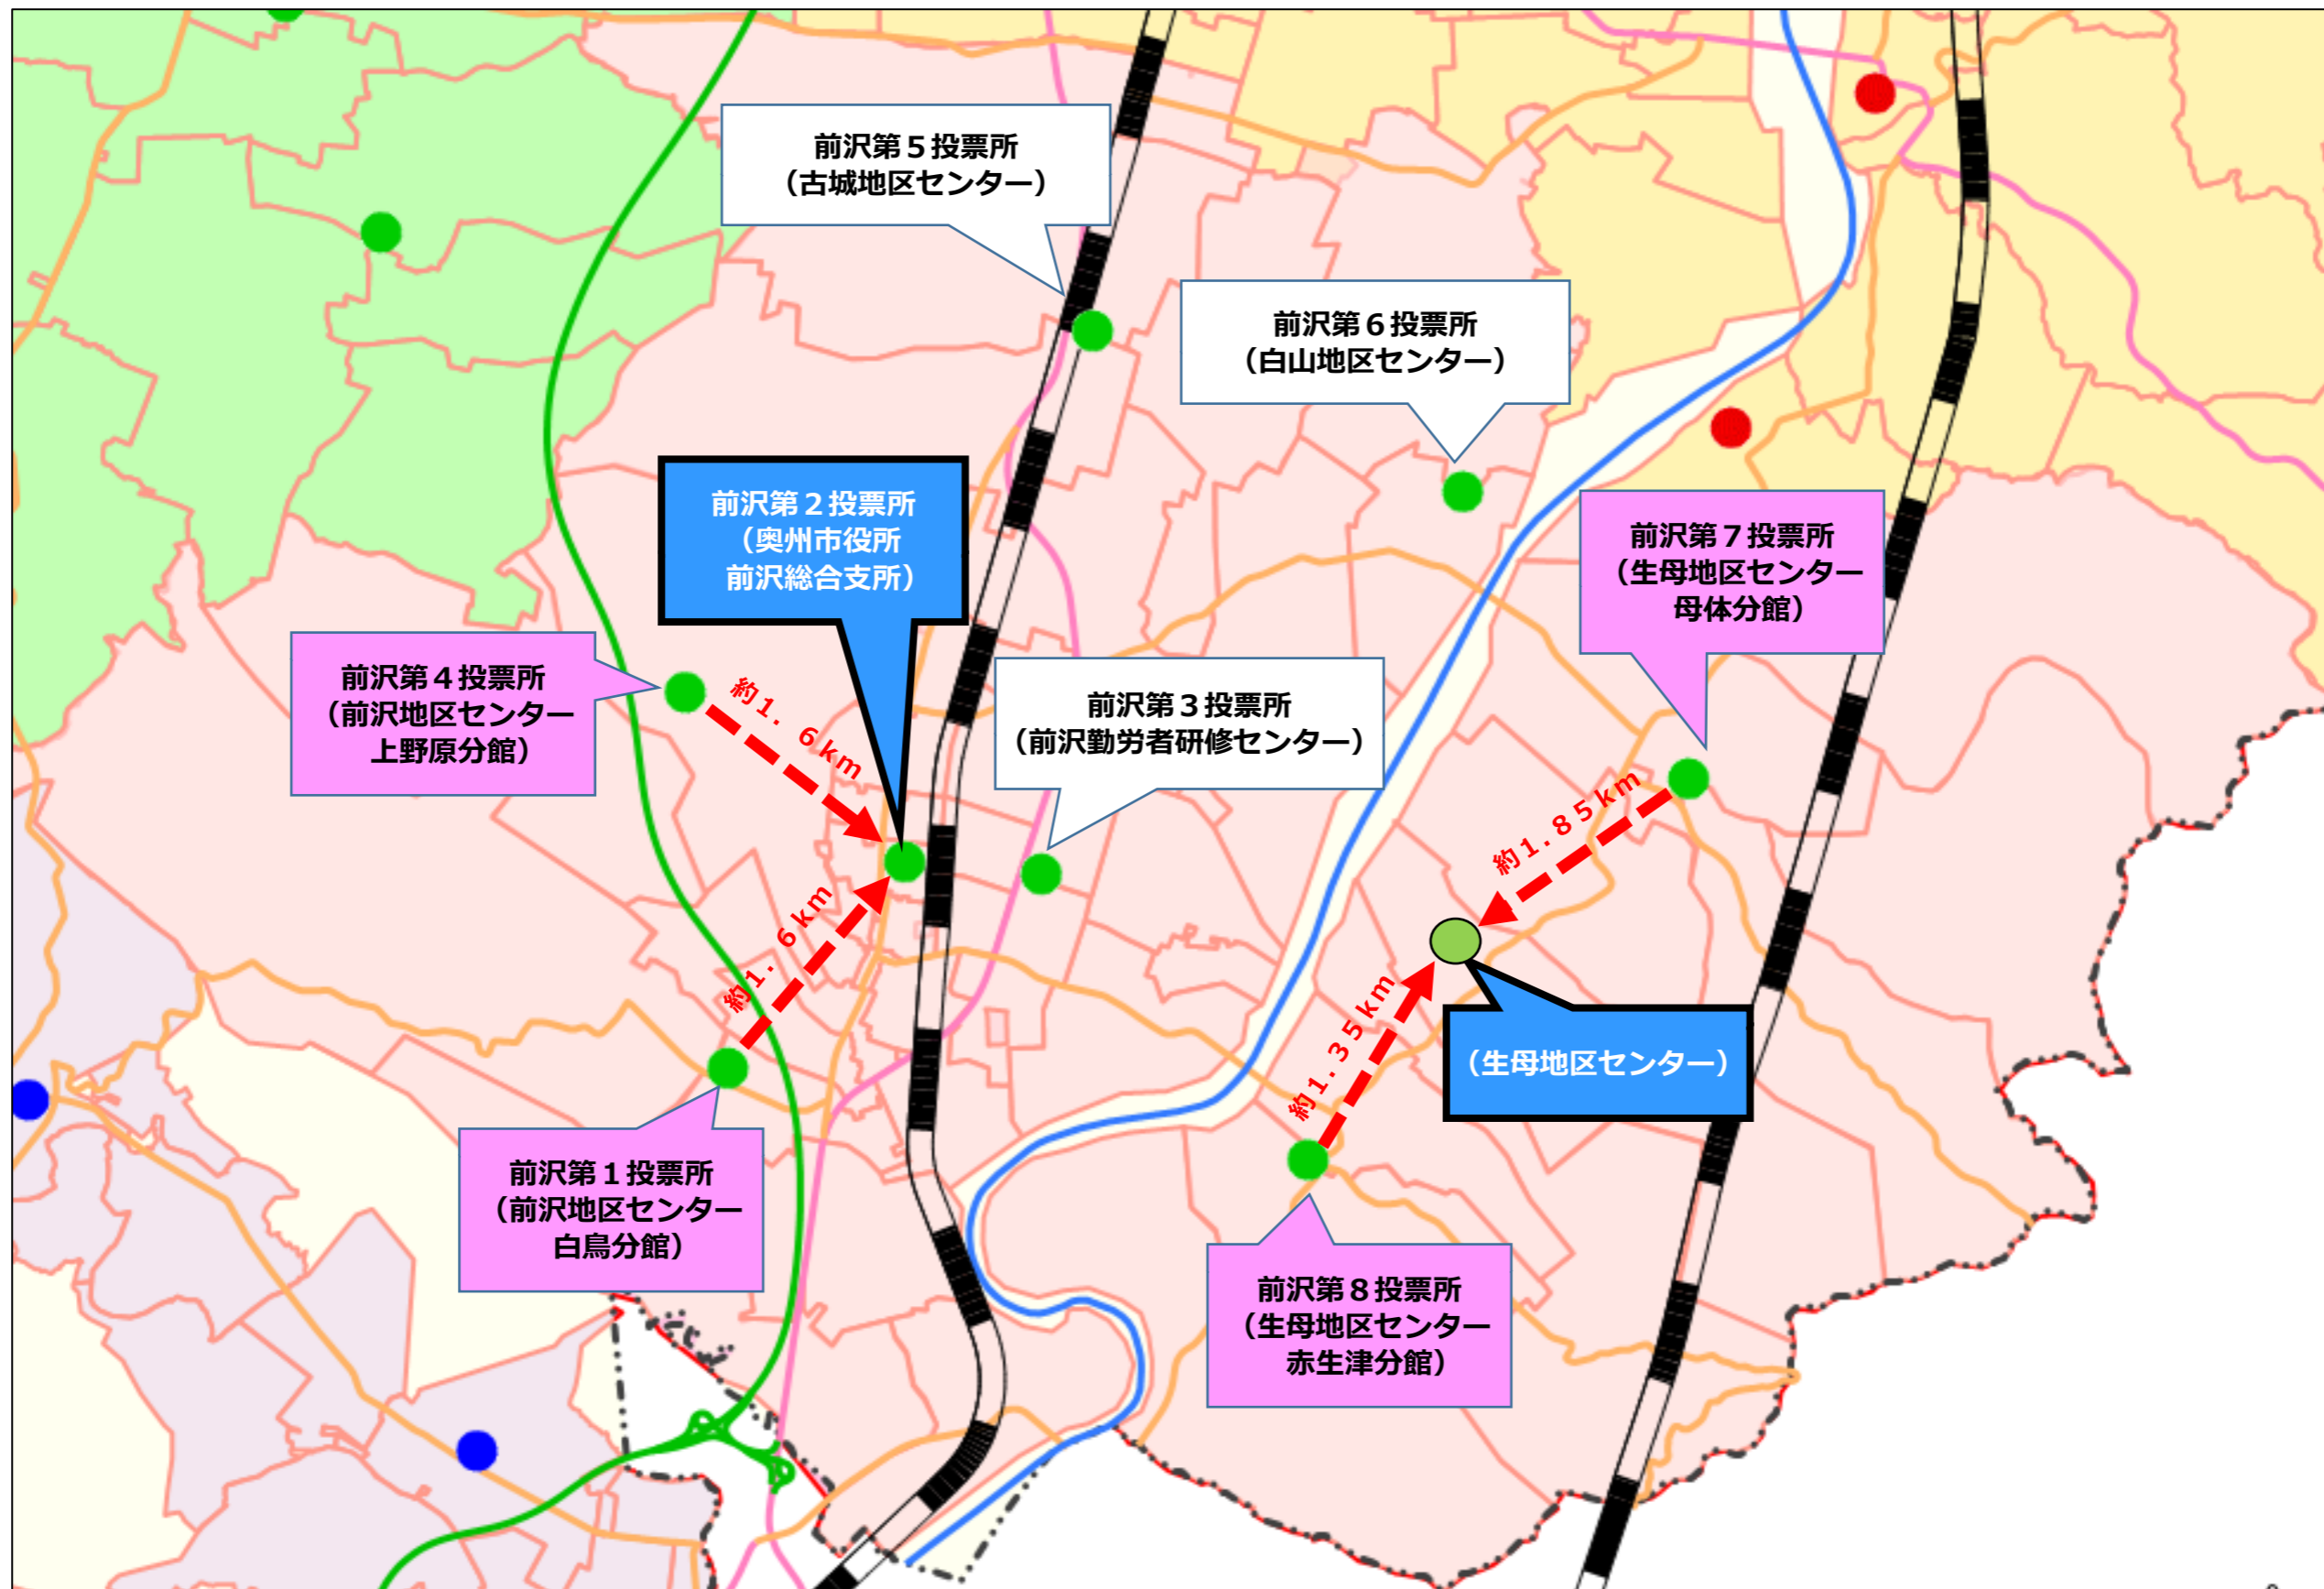 前沢第５投票所
（古城地区センター）
前沢第６投票所
（白山地区センター）
前沢第２投票所
（奥州市役所
前沢総合支所）
前沢第７投票所
（生母地区センター
母体分館）
前沢第４投票所
（前沢地区センター
上野原分館）
約１．６ｋｍ
前沢第３投票所
（前沢勤労者研修センター）
約１．８５ｋｍ
約１．６ｋｍ
約１．３５ｋｍ
（生母地区センター）
前沢第１投票所
（前沢地区センター
白鳥分館）
前沢第８投票所
（生母地区センター
赤生津分館）